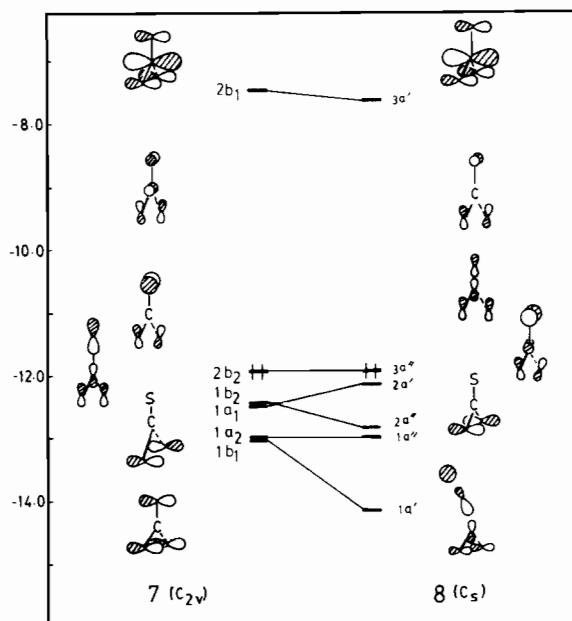 -8.0
-10.0
-12.0
-14.0
C
C
S
C
C
2b1
2b2
1b2
1a1
1a2
1b1
3a'
3a"
2a'
2a"
1a"
1a'
C
S
C
7 (C2v)
8 (Cs)